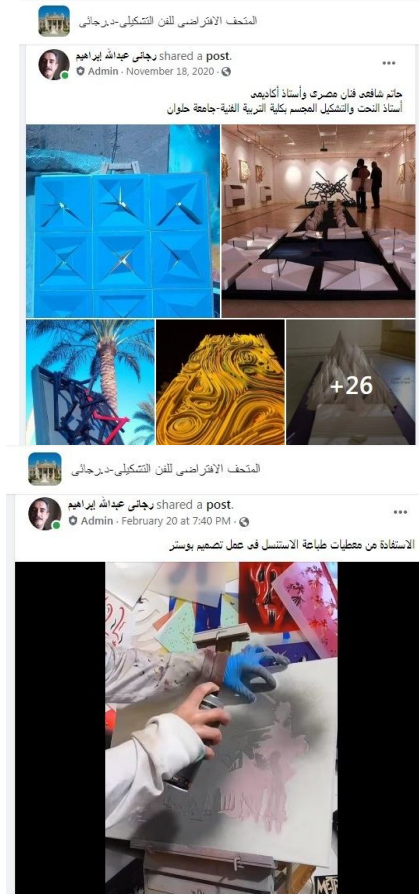 المتحف الافتراضى للفن التشكيلى-د.رجائى
رجائى عبدالله إبراهيم shared a post.
Admin · November 18, 2020 ·
حاتم شافعى فنان مصرى وأستاذ أكاديمى
أستاذ النحت والتشكيل المجسم بكلية التربية الفنية-جامعة حلوان
+26
المتحف الافتراضى للفن التشكيلى-د.رجائى
رجائى عبدالله إبراهيم shared a post.
Admin · February 20 at 7:40 PM ·
الاستفادة من معطيات طباعة الاستنسل فى عمل تصميم بوستر